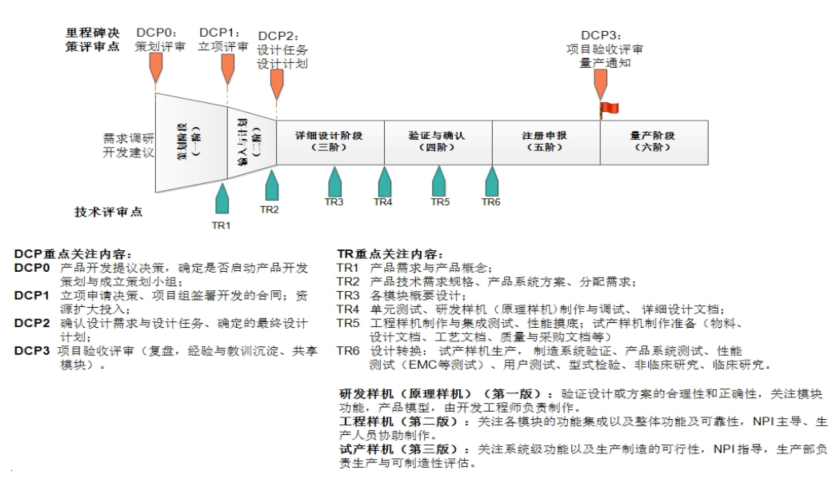 里程碑决
策评审点
DCP0:
策划评审
DCP1:
立项评审
DCP2:
设计任务
设计计划
DCP3:
项目验收评审
量产通知
需求调研
开发建议
策划阶段
（一阶）
输入与计划
（二阶）
详细设计阶段
（三阶）
验证与确认
（四阶）
注册申报
（五阶）
量产阶段
（六阶）
技术评审点
TR1
TR2
TR3
TR4
TR5
TR6
DCP重点关注内容：
DCP0 产品开发提议决策，确定是否启动产品开发
策划与成立策划小组；
DCP1 立项申请决策、项目组签署开发的合同；资
源扩大投入；
DCP2 确认设计需求与设计任务、确定的最终设计
计划；
DCP3 项目验收评审（复盘，经验与教训沉淀、共享
模块）。
TR重点关注内容：
TR1 产品需求与产品概念；
TR2 产品技术需求规格、产品系统方案、分配需求；
TR3 各模块概要设计；
TR4 单元测试、研发样机（原理样机)制作与调试、 详细设计文档；
TR5 工程样机制作与集成测试、性能摸底；试产样机制作准备（物料、
设计文档、工艺文档、质量与采购文档等）
TR6 设计转换： 试产样机生产， 制造系统验证、产品系统测试、性能
测试（EMC等测试）、用户测试、型式检验、非临床研究、临床研究。
研发样机（原理样机）（第一版）：验证设计或方案的合理性和正确性，关注模块
功能，产品模型，由开发工程师负责制作。
工程样机（第二版）：关注各模块的功能集成以及整体功能及可靠性，NPI主导、生
产人员协助制作。
试产样机（第三版）：关注系统级功能以及生产制造的可行性，NPI指导，生产部负
责生产与可制造性评估。